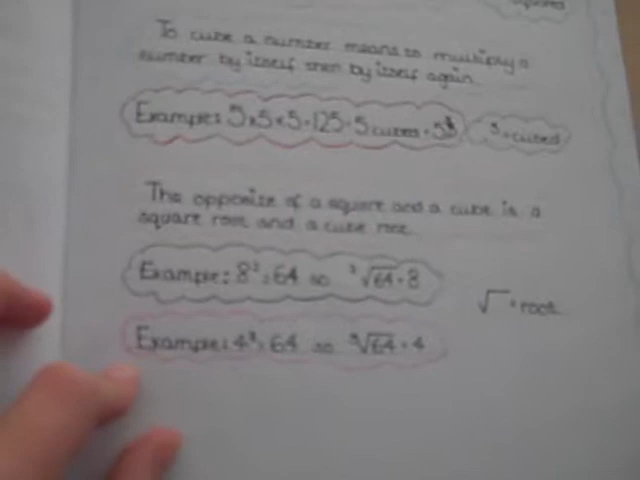 squared
To cube a number means to multiply a
number by itself then by itself again.
Example: 5×5×5=125=5 cubed=5³
³=cubed
The opposite of a square and a cube is a
square root and a cube root.
Example: 8²=64 so ²√64=8
√ =root
Example: 4³=64 so ³√64=4